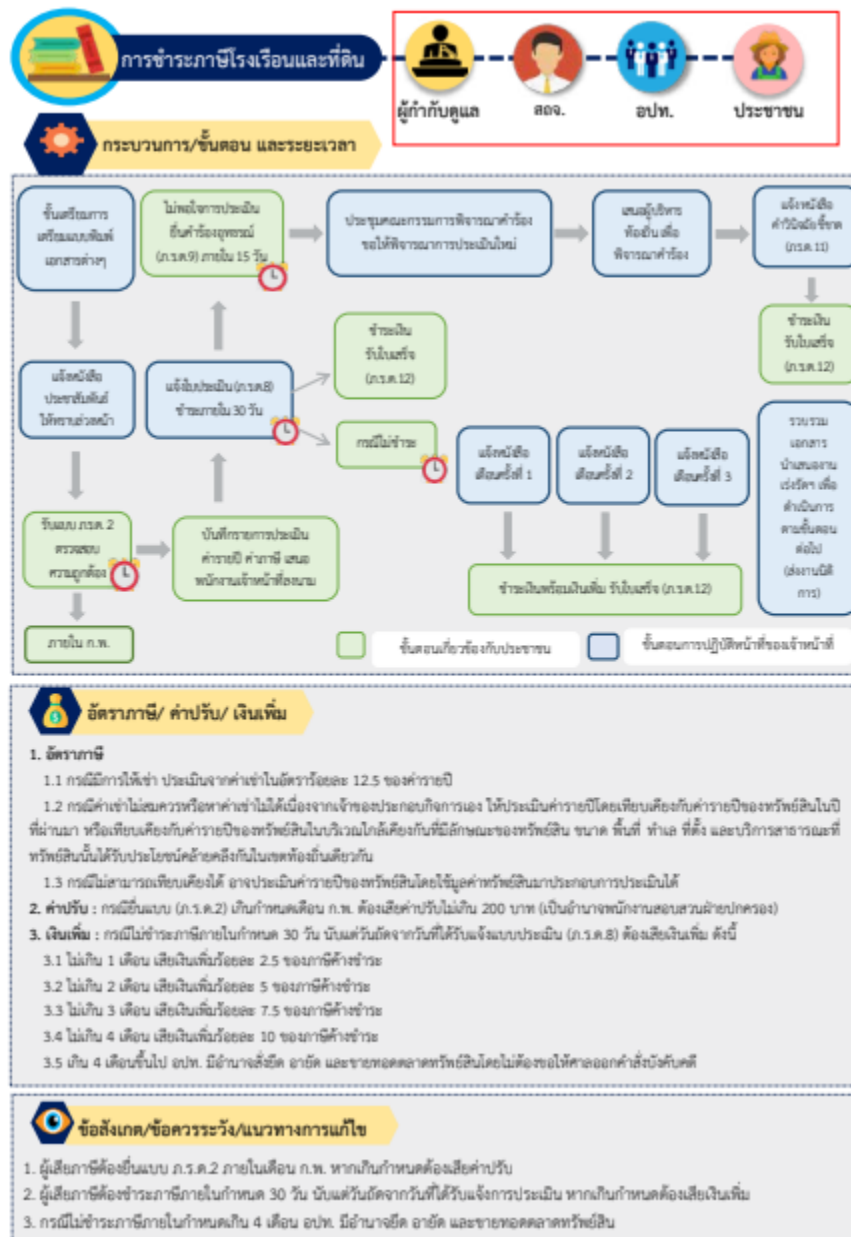 การชำระภาษีโรงเรือนและที่ดิน
ผู้กำกับดูแล
สถจ.
อปท.
ประชาชน
กระบวนการ/ขั้นตอน และระยะเวลา
ขั้นเตรียมการ
เตรียมแบบพิมพ์
เอกสารต่างๆ
ไม่พอใจการประเมิน
ยื่นคำร้องอุทธรณ์
(ภ.ร.ด.9) ภายใน 15 วัน
ประชุมคณะกรรมการพิจารณาคำร้อง
ขอให้พิจารณาการประเมินใหม่
เสนอผู้บริหาร
ท้องถิ่น เพื่อ
พิจารณาคำร้อง
แจ้งหนังสือ
คำวินิจฉัยชี้ขาด
(ภ.ร.ด.11)
ชำระเงิน
รับใบเสร็จ
(ภ.ร.ด.12)
ชำระเงิน
รับใบเสร็จ
(ภ.ร.ด.12)
แจ้งหนังสือ
ประชาสัมพันธ์
ให้ทราบล่วงหน้า
แจ้งใบประเมิน (ภ.ร.ด.8)
ชำระภายใน 30 วัน
กรณีไม่ชำระ
แจ้งหนังสือ
เตือนครั้งที่ 1
แจ้งหนังสือ
เตือนครั้งที่ 2
แจ้งหนังสือ
เตือนครั้งที่ 3
รวบรวม
เอกสาร
นำเสนองาน
เร่งรัดฯ เพื่อ
ดำเนินการ
ตามขั้นตอน
ต่อไป
(ส่งงานนิติ
การ)
รับแบบ ภ.ร.ด. 2
ตรวจสอบ
ความถูกต้อง
บันทึกรายการประเมิน
ค่ารายปี ค่าภาษี เสนอ
พนักงานเจ้าหน้าที่ลงนาม
ชำระเงินพร้อมเงินเพิ่ม รับใบเสร็จ (ภ.ร.ด.12)
ภายใน ก.พ.
ขั้นตอนเกี่ยวข้องกับประชาชน
ขั้นตอนการปฏิบัติหน้าที่ของเจ้าหน้าที่
อัตราภาษี/ ค่าปรับ/ เงินเพิ่ม
1. อัตราภาษี
1.1 กรณีมีการให้เช่า ประเมินจากค่าเช่าในอัตราร้อยละ 12.5 ของค่ารายปี
1.2 กรณีค่าเช่าไม่สมควรหรือหาค่าเช่าไม่ได้เนื่องจากเจ้าของประกอบกิจการเอง ให้ประเมินค่ารายปีโดยเทียบเคียงกับค่ารายปีของทรัพย์สินในปี
ที่ผ่านมา หรือเทียบเคียงกับค่ารายปีของทรัพย์สินในบริเวณใกล้เคียงกันที่มีลักษณะของทรัพย์สิน ขนาด พื้นที่ ทำเล ที่ตั้ง และบริการสาธารณะที่
ทรัพย์สินนั้นได้รับประโยชน์คล้ายคลึงกันในเขตท้องถิ่นเดียวกัน
1.3 กรณีไม่สามารถเทียบเคียงได้ อาจประเมินค่ารายปีของทรัพย์สินโดยใช้มูลค่าทรัพย์สินมาประกอบการประเมินได้
2. ค่าปรับ : กรณียื่นแบบ (ภ.ร.ด.2) เกินกำหนดเดือน ก.พ. ต้องเสียค่าปรับไม่เกิน 200 บาท (เป็นอำนาจพนักงานสอบสวนฝ่ายปกครอง)
3. เงินเพิ่ม : กรณีไม่ชำระภาษีภายในกำหนด 30 วัน นับแต่วันถัดจากวันที่ได้รับแจ้งแบบประเมิน (ภ.ร.ด.8) ต้องเสียเงินเพิ่ม ดังนี้
3.1 ไม่เกิน 1 เดือน เสียเงินเพิ่มร้อยละ 2.5 ของภาษีค้างชำระ
3.2 ไม่เกิน 2 เดือน เสียเงินเพิ่มร้อยละ 5 ของภาษีค้างชำระ
3.3 ไม่เกิน 3 เดือน เสียเงินเพิ่มร้อยละ 7.5 ของภาษีค้างชำระ
3.4 ไม่เกิน 4 เดือน เสียเงินเพิ่มร้อยละ 10 ของภาษีค้างชำระ
3.5 เกิน 4 เดือนขึ้นไป อปท. มีอำนาจสั่งยึด อายัด และขายทอดตลาดทรัพย์สินโดยไม่ต้องขอให้ศาลออกคำสั่งบังคับคดี
ข้อสังเกต/ข้อควรระวัง/แนวทางการแก้ไข
1. ผู้เสียภาษีต้องยื่นแบบ ภ.ร.ด.2 ภายในเดือน ก.พ. หากเกินกำหนดต้องเสียค่าปรับ
2. ผู้เสียภาษีต้องชำระภาษีภายในกำหนด 30 วัน นับแต่วันถัดจากวันที่ได้รับแจ้งการประเมิน หากเกินกำหนดต้องเสียเงินเพิ่ม
3. กรณีไม่ชำระภาษีภายในกำหนดเกิน 4 เดือน อปท. มีอำนาจยึด อายัด และขายทอดตลาดทรัพย์สิน